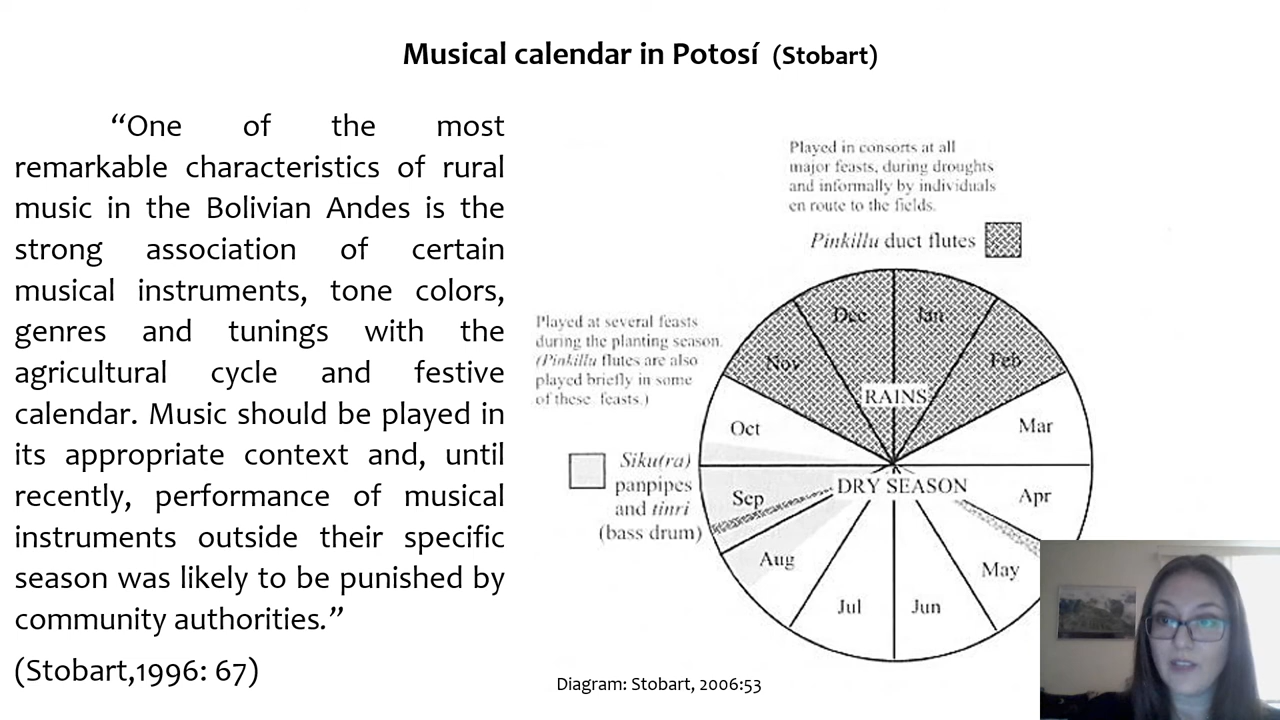 Musical calendar in Potosí (Stobart)
“One of the most
remarkable characteristics of rural
music in the Bolivian Andes is the
strong association of certain
musical instruments, tone colors,
genres and tunings with the
agricultural cycle and festive
calendar. Music should be played in
its appropriate context and, until
recently, performance of musical
instruments outside their specific
season was likely to be punished by
community authorities.”
(Stobart,1996: 67)
Played in consorts at all
major feasts, during droughts
and informally by individuals
en route to the fields.
Pinkillu duct flutes
Played at several feasts
during the planting season.
(Pinkillu flutes are also
played briefly in some
of these feasts.)
Siku(ra)
panpipes
and tinri
(bass drum)
Dec
Jan
Nov
Feb
RAINS
Oct
Mar
DRY SEASON
Sep
Apr
Aug
May
Jul
Jun
Diagram: Stobart, 2006:53